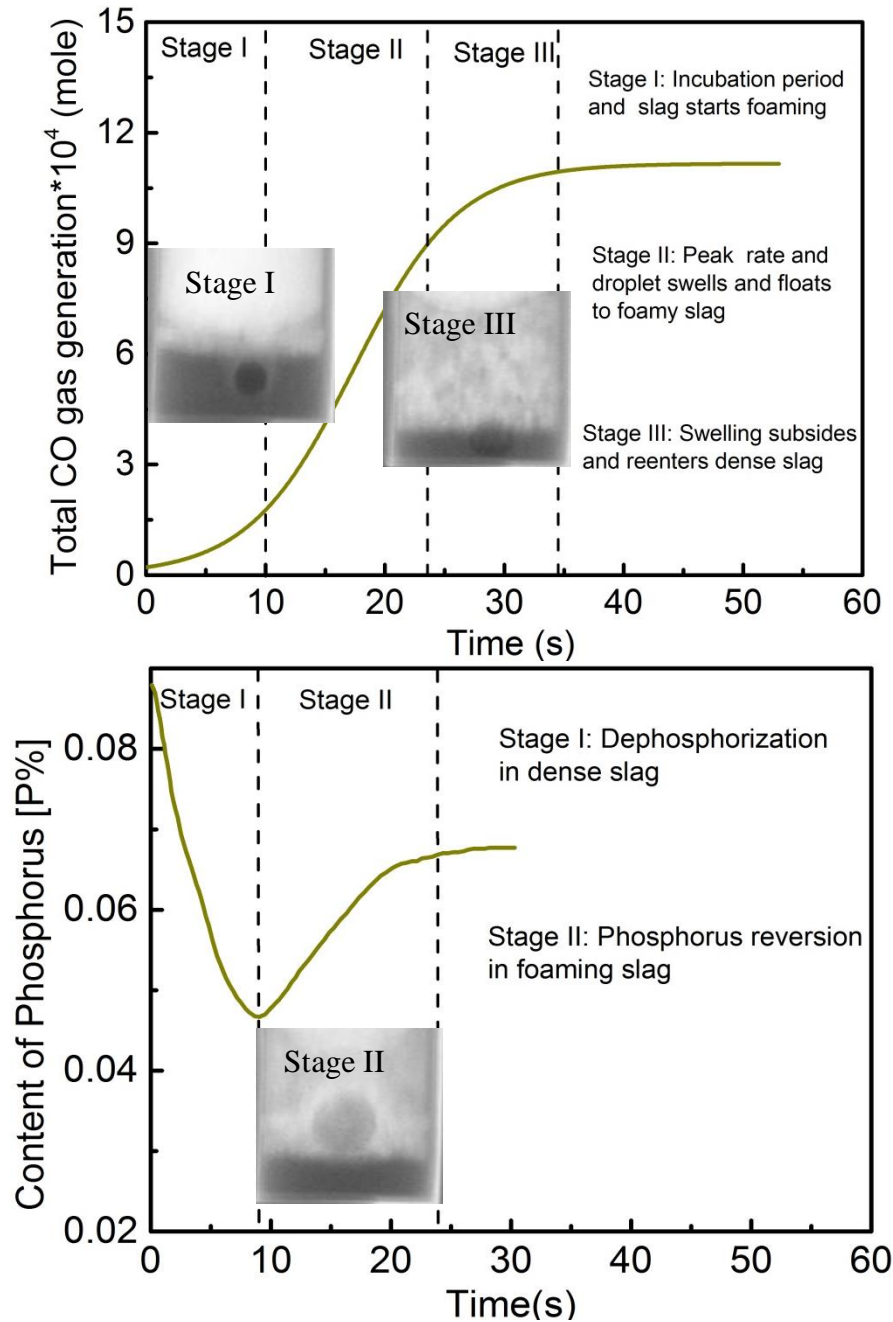 Total CO gas generation*10^4 (mole)
15
12
9
6
3
0
Stage I
Stage II
Stage III
Stage I: Incubation period
and slag starts foaming
Stage II: Peak rate and
droplet swells and floats
to foamy slag
Stage III: Swelling subsides
and reenters dense slag
Stage I
Stage III
0 10 20 30 40 50 60
Time (s)
Content of Phosphorus [P%]
0.08
0.06
0.04
0.02
Stage I
Stage II
Stage I: Dephosphorization
in dense slag
Stage II: Phosphorus reversion
in foaming slag
Stage II
0 10 20 30 40 50 60
Time(s)